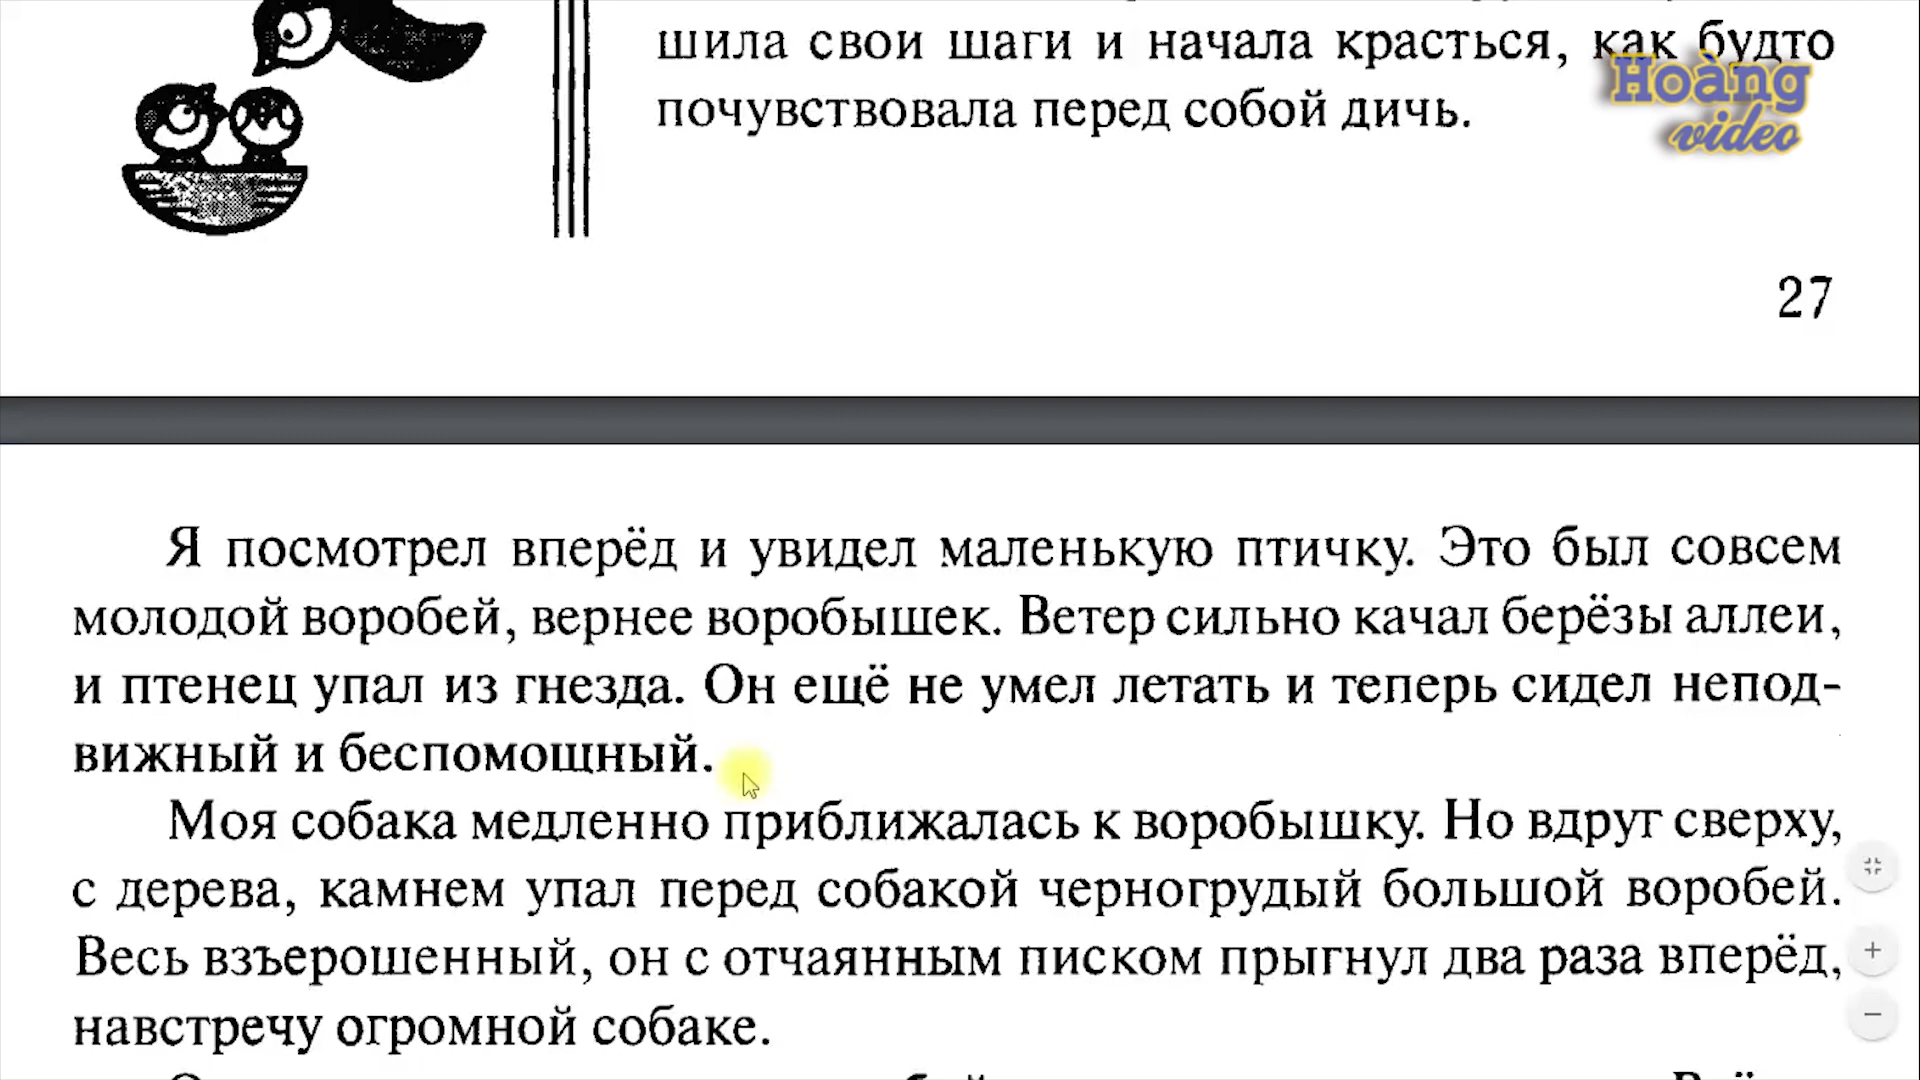 шила свои шаги и начала красться, как будто
почувствовала перед собой дичь.
Hoàng
video
27
Я посмотрел вперёд и увидел маленькую птичку. Это был совсем
молодой воробей, вернее воробышек. Ветер сильно качал берёзы аллеи,
и птенец упал из гнезда. Он ещё не умел летать и теперь сидел непод-
вижный и беспомощный.
Моя собака медленно приближалась к воробышку. Но вдруг сверху,
с дерева, камнем упал перед собакой черногрудый большой воробей.
Весь взъерошенный, он с отчаянным писком прыгнул два раза вперёд,
навстречу огромной собаке.